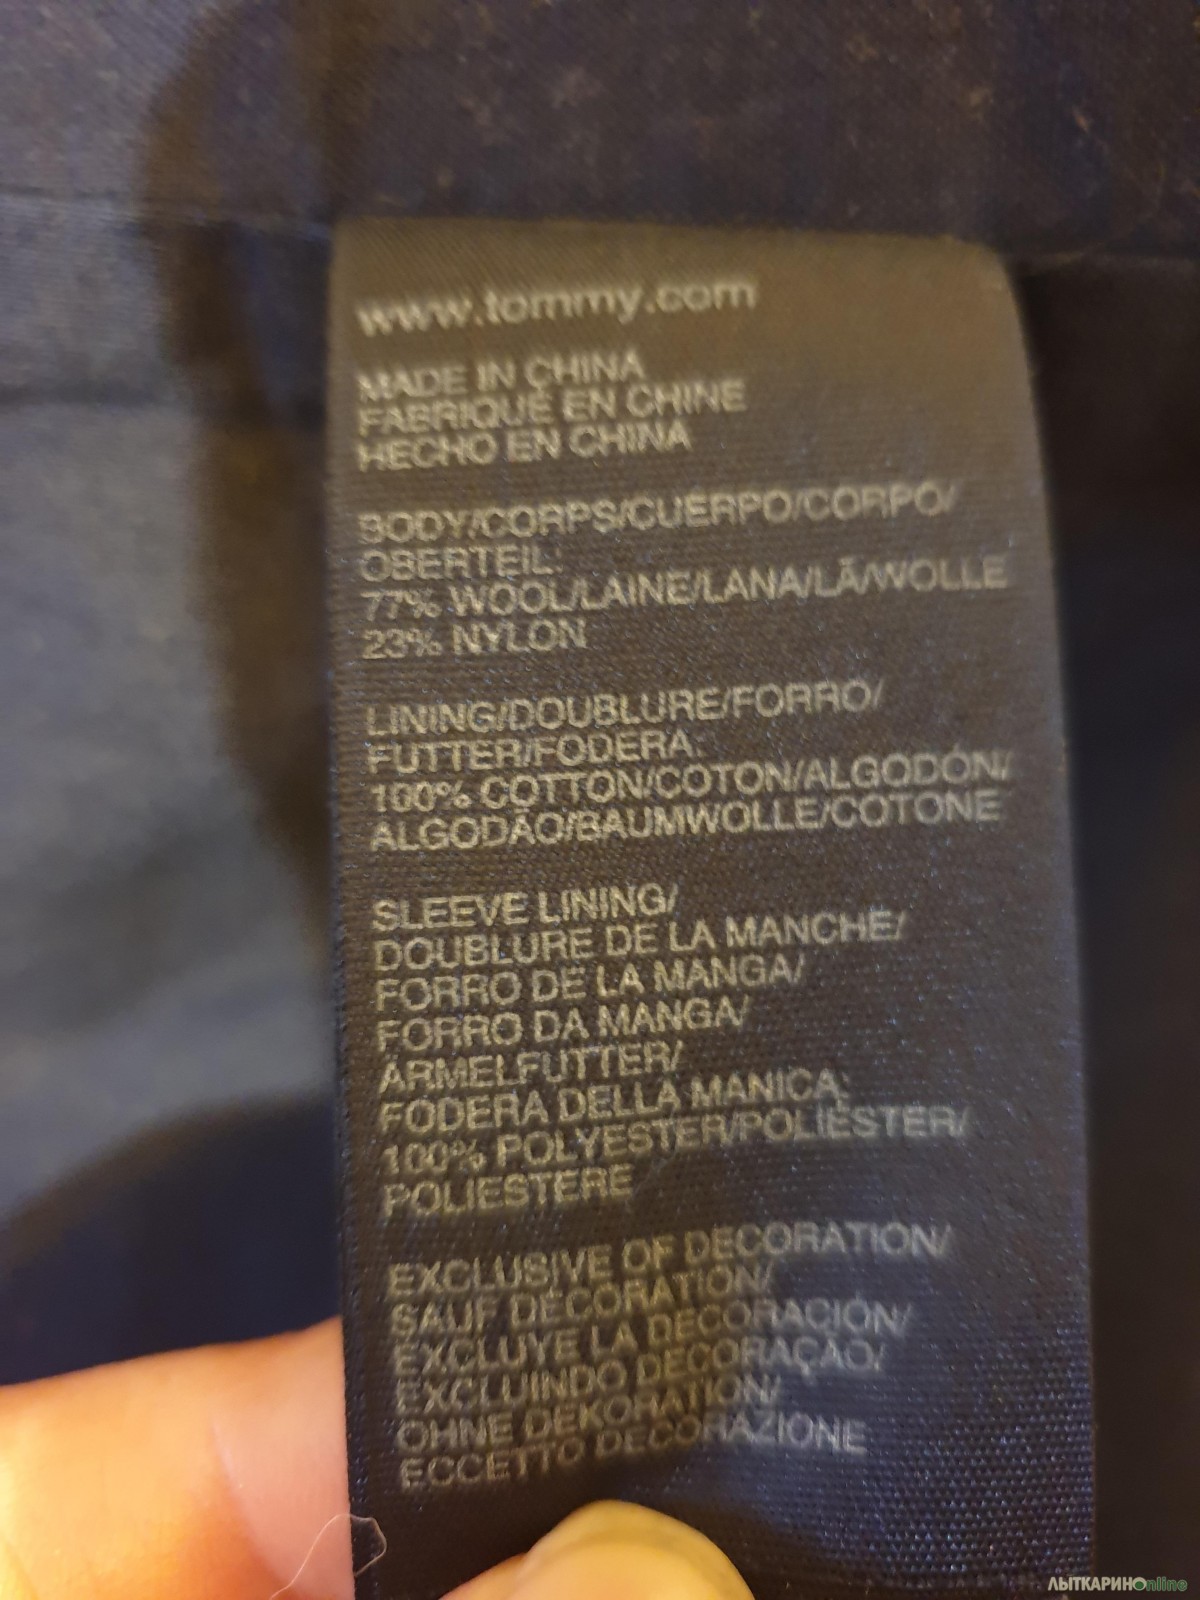 www.tommy.com
MADE IN CHINA
FABRIQUÉ EN CHINE
HECHO EN CHINA
BODY/CORPS/CUERPO/CORPO/
OBERTEIL:
77% WOOL/LAINE/LANA/LÃ/WOLLE
23% NYLON
LINING/DOUBLURE/FORRO/
FUTTER/FODERA:
100% COTTON/COTON/ALGODÓN/
ALGODÃO/BAUMWOLLE/COTONE
SLEEVE LINING/
DOUBLURE DE LA MANCHE/
FORRO DE LA MANGA/
FORRO DA MANGA/
ÄRMELFUTTER/
FODERA DELLA MANICA:
100% POLYESTER/POLIÉSTER/
POLIESTERE
EXCLUSIVE OF DECORATION/
SAUF DÉCORATION/
EXCLUYE LA DECORACIÓN/
EXCLUINDO DECORAÇÃO/
OHNE DEKORATION/
ECCETTO DECORAZIONE
ЛЫТКАРИНОonline